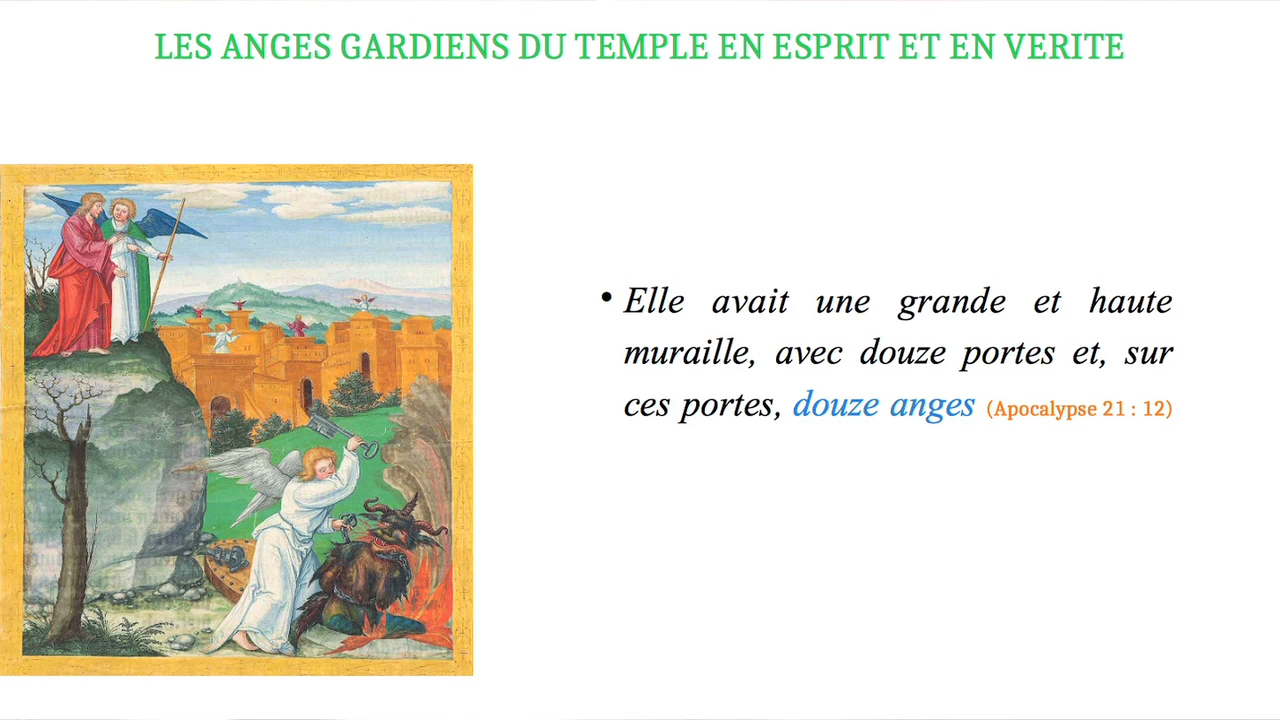 LES ANGES GARDIENS DU TEMPLE EN ESPRIT ET EN VERITE
• Elle avait une grande et haute
muraille, avec douze portes et, sur
ces portes, douze anges (Apocalypse 21 : 12)